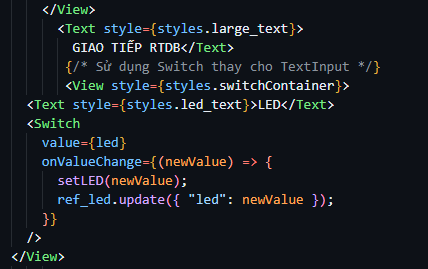 </View>
<Text style={styles.large_text}>
GIAO TIẾP RTDB</Text>
{/* Sử dụng Switch thay cho TextInput */}
<View style={styles.switchContainer}>
<Text style={styles.led_text}>LED</Text>
<Switch
value={led}
onValueChange={(newValue) => {
setLED(newValue);
ref_led.update({ "led": newValue });
}}
/>
</View>